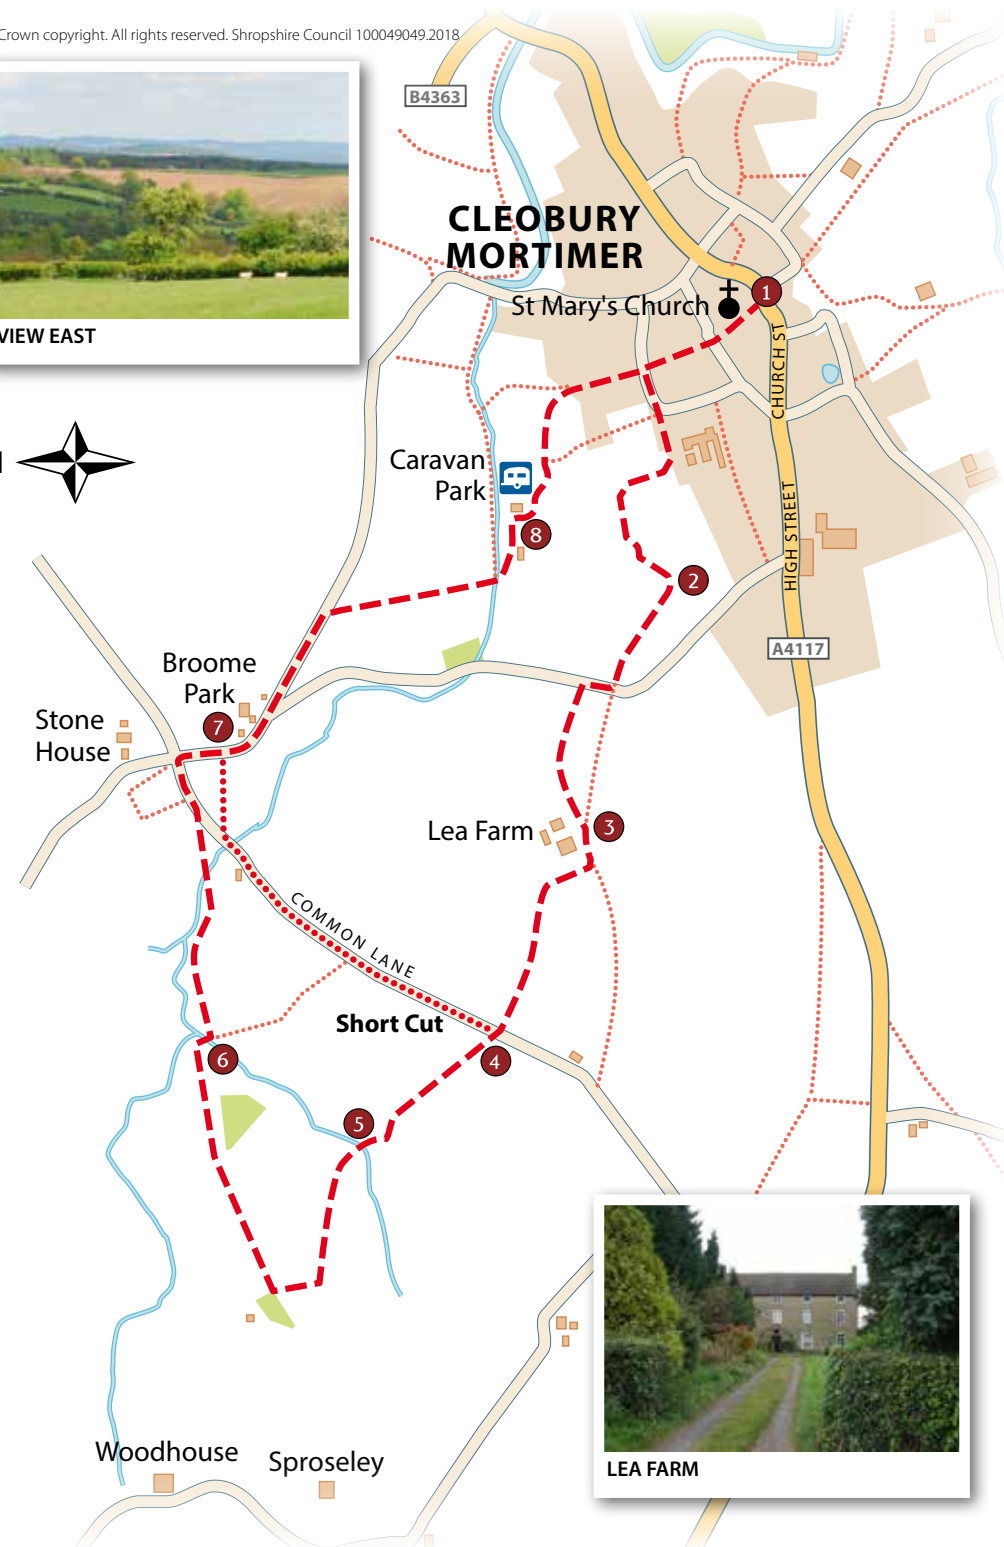 Crown copyright. All rights reserved. Shropshire Council 100049049.2018
B4363
VIEW EAST
CLEOBURY
MORTIMER
St Mary's Church
1
CHURCH ST
Caravan
Park
8
2
HIGH STREET
A4117
Broome
Park
7
Stone
House
Lea Farm
3
COMMON LANE
Short Cut
4
6
5
Woodhouse
Sproseley
LEA FARM